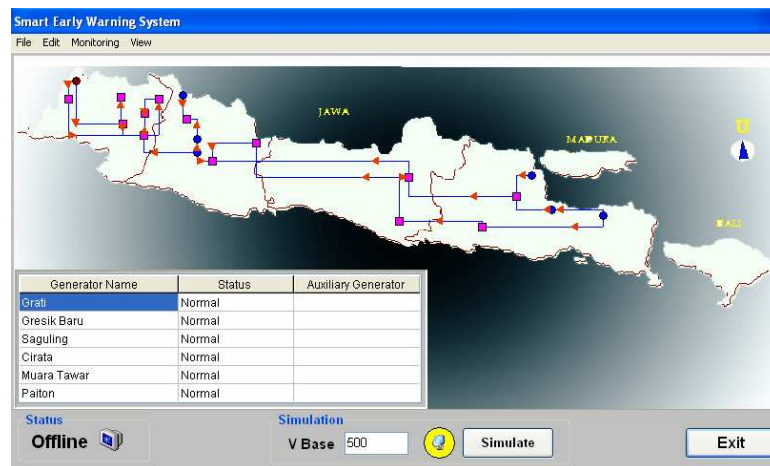 Smart Early Warning System
File Edit Monitoring View
JAWA
MADURA
U
BALI
Generator Name Status Auxiliary Generator
Grati Normal
Gresik Baru Normal
Saguling Normal
Cirata Normal
Muara Tawar Normal
Paiton Normal
Status
Offline
Simulation
V Base 500 Simulate
Exit